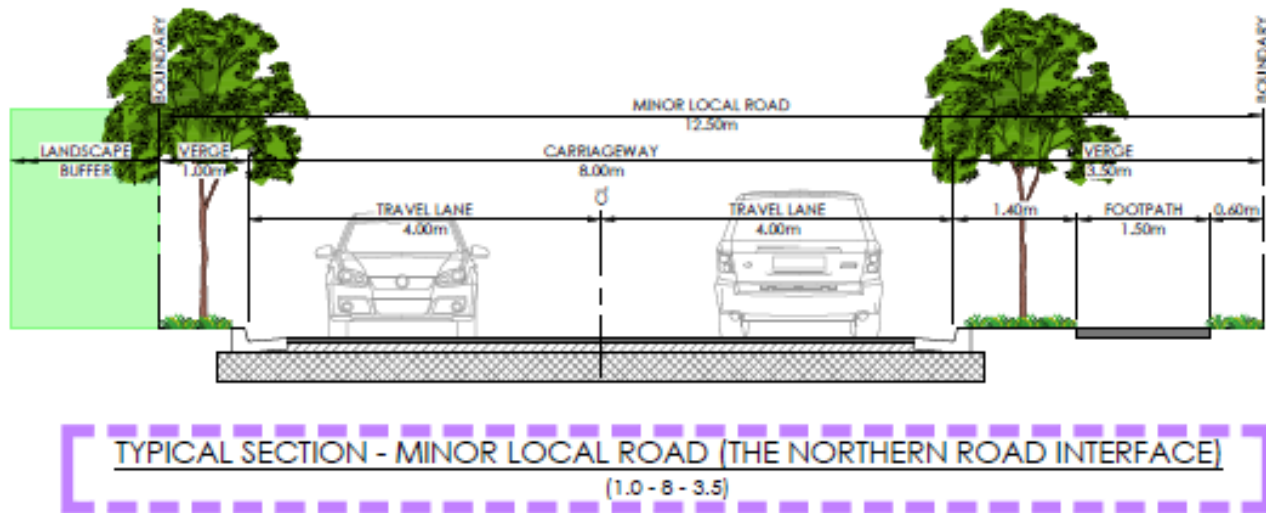 BOUNDARY
BOUNDARY
MINOR LOCAL ROAD
12.50m
LANDSCAPE
BUFFER
VERGE
1.00m
CARRIAGEWAY
8.00m
VERGE
3.50m
TRAVEL LANE
4.00m
TRAVEL LANE
4.00m
1.40m
FOOTPATH
1.50m
0.60m
TYPICAL SECTION - MINOR LOCAL ROAD (THE NORTHERN ROAD INTERFACE)
(1.0 - 8 - 3.5)